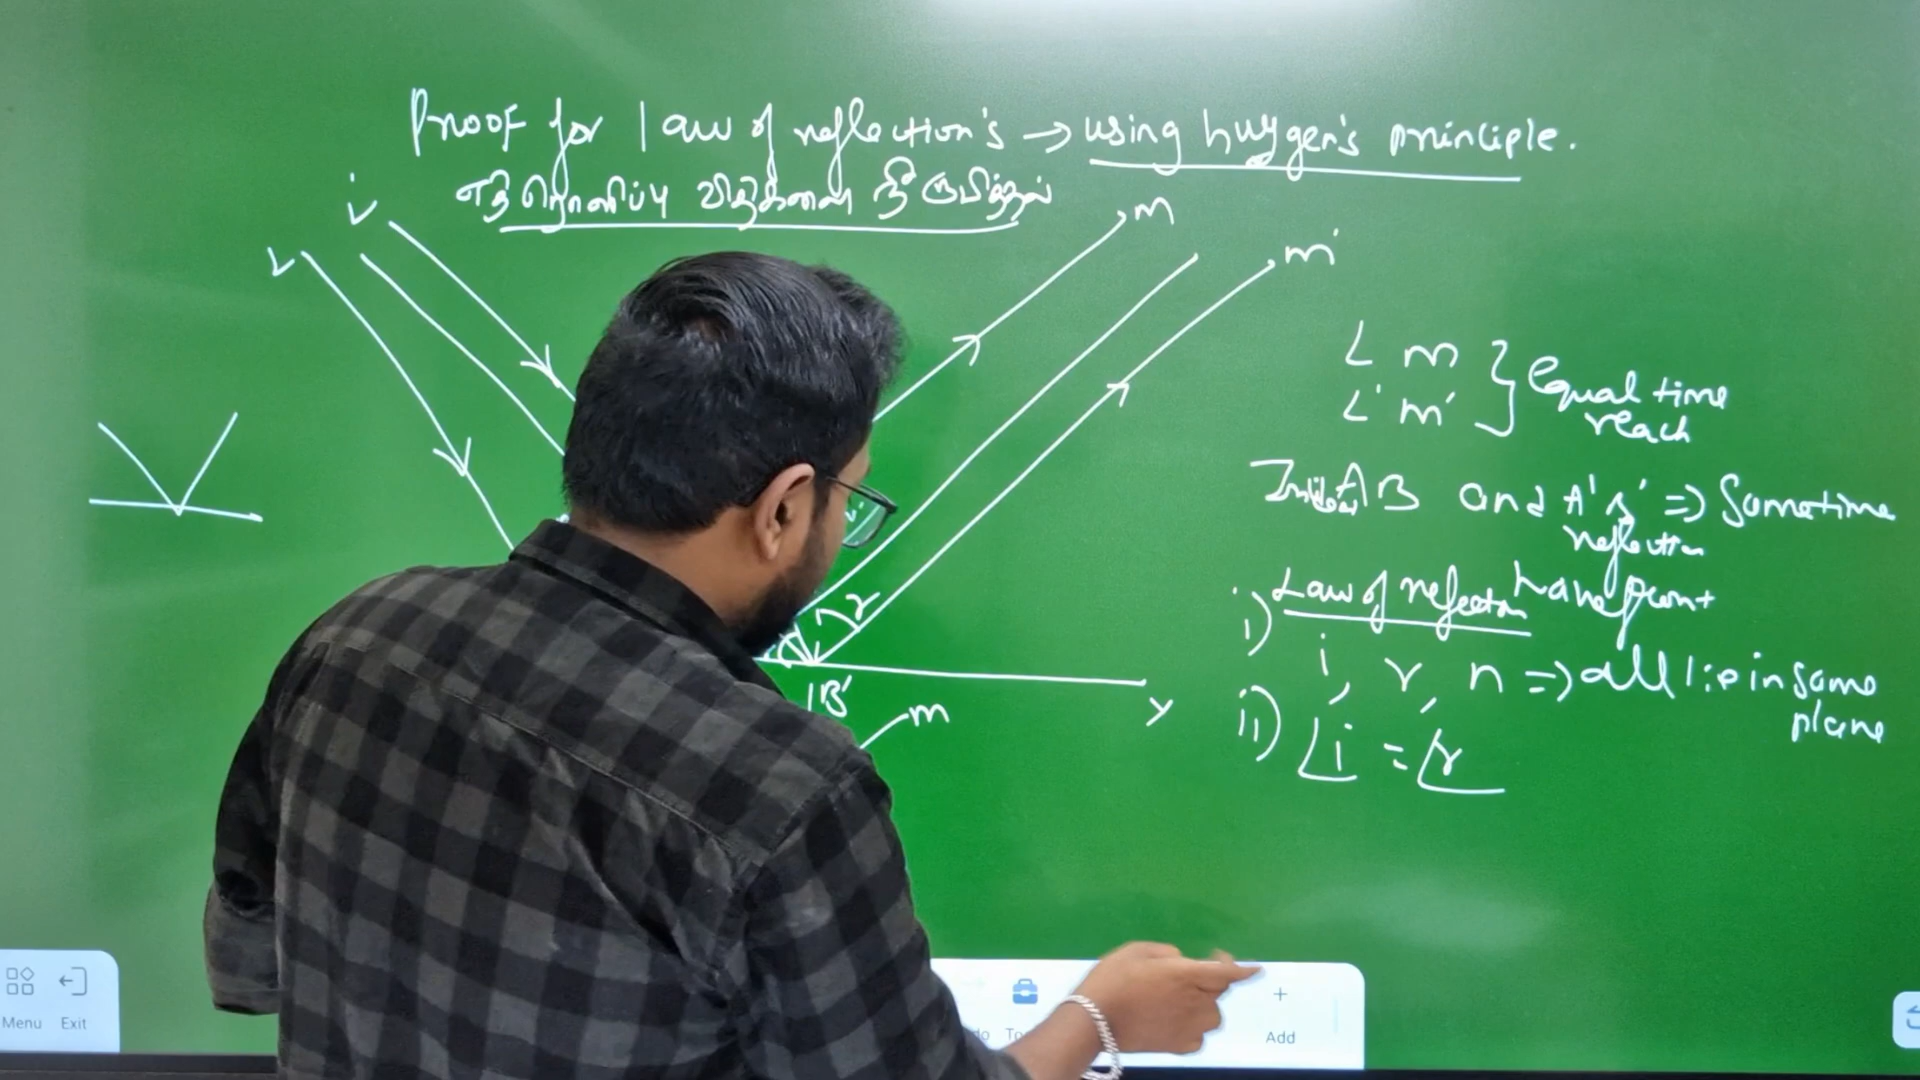 Proof for law of reflection's → using huygen's principle.
எதிரொளிப்பு விதிகளை நிரூபித்தல்
i
L
m
m'
r
B'
y
m
L m } Equal time
L' m' reach
AB and A'B' => Sametime
reflection
i) Law of reflection
i, r, n => all lie in same
plane
ii) ∠i = ∠r
Menu Exit
Add